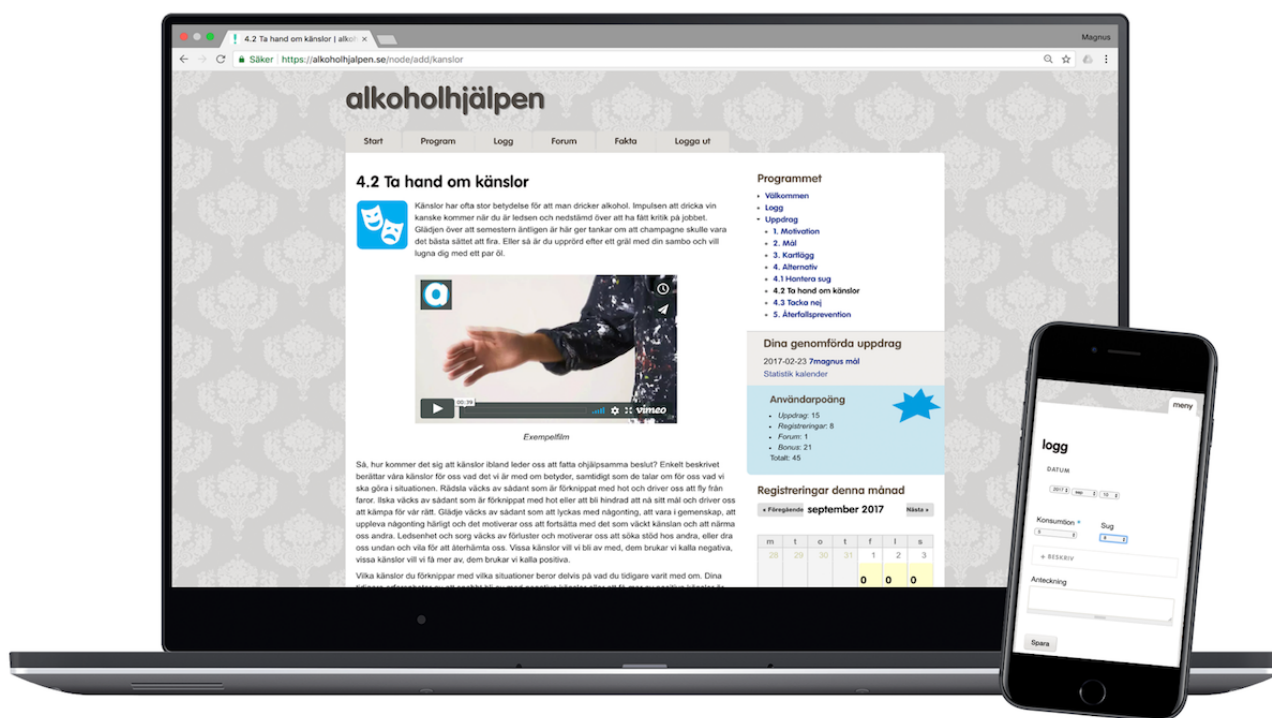 4.2 Ta hand om känslor | alkoh
Magnus
Säker https://alkoholhjalpen.se/node/add/kanslor
alkoholhjälpen
Start Program Logg Forum Fakta Logga ut
4.2 Ta hand om känslor
Känslor har ofta stor betydelse för att man dricker alkohol. Impulsen att dricka vin
kanske kommer när du är ledsen och nedstämd över att ha fått kritik på jobbet.
Glädjen över att semestern äntligen är här ger tankar om att champagne skulle vara
det bästa sättet att fira. Eller så är du upprörd efter ett gräl med din sambo och vill
lugna dig med ett par öl.
00:39
vimeo
Exempelfilm
Så, hur kommer det sig att känslor ibland leder oss att fatta ohjälpsamma beslut? Enkelt beskrivet
berättar våra känslor för oss vad det vi är med om betyder, samtidigt som de talar om för oss vad vi
ska göra i situationen. Rädsla väcks av sådant som är förknippat med hot och driver oss att fly från
faror. Ilska väcks av sådant som är förknippat med hot eller att bli hindrad att nå sitt mål och driver oss
att kämpa för vår rätt. Glädje väcks av sådant som att lyckas med någonting, att vara i gemenskap, att
uppleva någonting härligt och det motiverar oss att fortsätta med det som väckt känslan och att närma
oss andra. Ledsenhet och sorg väcks av förluster och motiverar oss att söka stöd hos andra, eller dra
oss undan och vila för att återhämta oss. Vissa känslor vill vi bli av med, dem brukar vi kalla negativa,
vissa känslor vill vi få mer av, dem brukar vi kalla positiva.
Vilka känslor du förknippar med vilka situationer beror delvis på vad du tidigare varit med om. Dina
Programmet
Välkommen
Logg
Uppdrag
1. Motivation
2. Mål
3. Kartlägg
4. Alternativ
4.1 Hantera sug
4.2 Ta hand om känslor
4.3 Tacka nej
5. Återfallsprevention
Dina genomförda uppdrag
2017-02-23 7magnus mål
Statistik kalender
Användarpoäng
Uppdrag: 15
Registreringar: 8
Forum: 1
Bonus: 21
Totalt: 45
Registreringar denna månad
« Föregående september 2017 Nästa »
m t o t f l s
28 29 30 31 1 2 3
0 0 0
meny
logg
DATUM
2017 sep 10
Konsumtion * Sug
+ BESKRIV
Anteckning
Spara